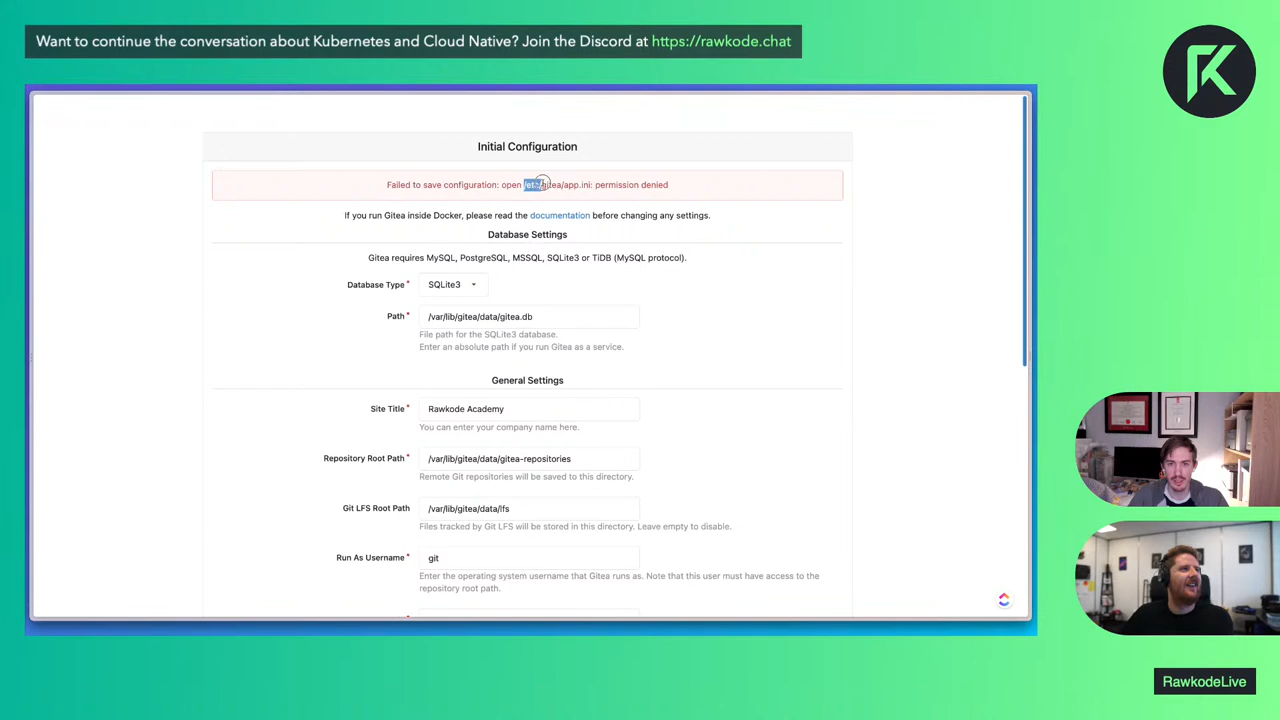 Want to continue the conversation about Kubernetes and Cloud Native? Join the Discord at https://rawkode.chat
Initial Configuration
Failed to save configuration: open /etc/gitea/app.ini: permission denied
If you run Gitea inside Docker, please read the documentation before changing any settings.
Database Settings
Gitea requires MySQL, PostgreSQL, MSSQL, SQLite3 or TiDB (MySQL protocol).
Database Type *
SQLite3
Path *
/var/lib/gitea/data/gitea.db
File path for the SQLite3 database.
Enter an absolute path if you run Gitea as a service.
General Settings
Site Title *
Rawkode Academy
You can enter your company name here.
Repository Root Path *
/var/lib/gitea/data/gitea-repositories
Remote Git repositories will be saved to this directory.
Git LFS Root Path
/var/lib/gitea/data/lfs
Files tracked by Git LFS will be stored in this directory. Leave empty to disable.
Run As Username *
git
Enter the operating system username that Gitea runs as. Note that this user must have access to the
repository root path.
RawkodeLive